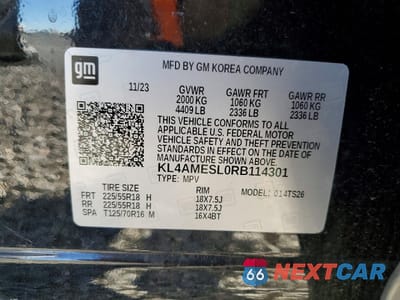 gm
MFD BY GM KOREA COMPANY
11/23 GVWR GAWR FRT GAWR RR
2000 KG 1060 KG 1060 KG
4409 LB 2336 LB 2336 LB
THIS VEHICLE CONFORMS TO ALL
APPLICABLE U.S. FEDERAL MOTOR
VEHICLE SAFETY AND THEFT
PREVENTION STANDARDS IN
EFFECT ON THE DATE OF
MANUFACTURE SHOWN ABOVE.
KL4AMESL0RB114301
TYPE: MPV
TIRE SIZE RIM MODEL: 014TS26
FRT 225/55R18 H 18X7.5J
RR 225/55R18 H 18X7.5J
SPA T125/70R16 M 16X4BT
66 NEXTCAR